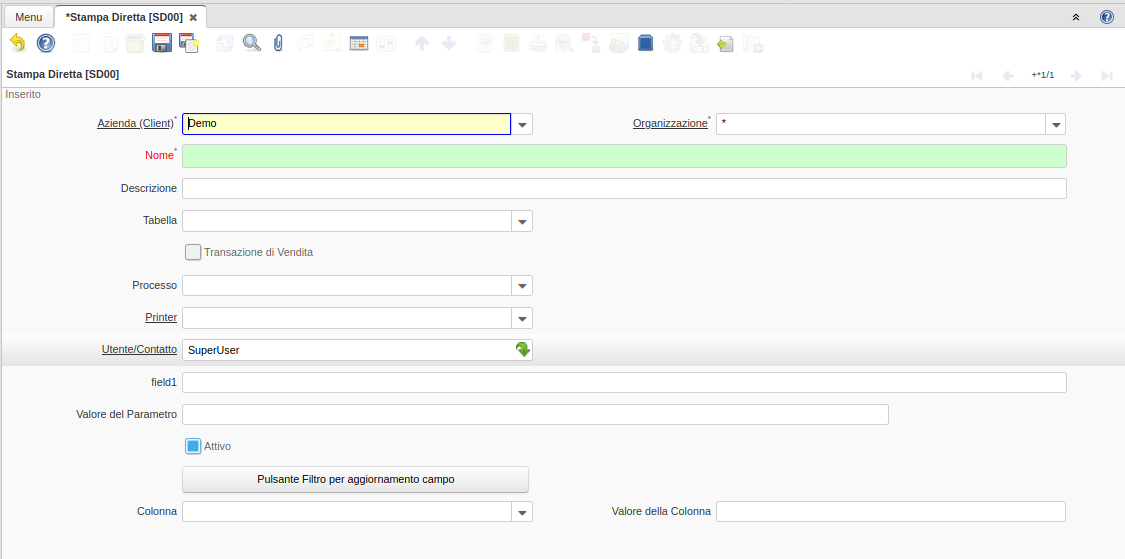 Menu *Stampa Diretta [SD00]
Stampa Diretta [SD00] +*1/1
Inserito
Azienda (Client)* Demo Organizzazione* *
Nome*
Descrizione
Tabella
Transazione di Vendita
Processo
Printer
Utente/Contatto SuperUser
field1
Valore del Parametro
Attivo
Pulsante Filtro per aggiornamento campo
Colonna Valore della Colonna